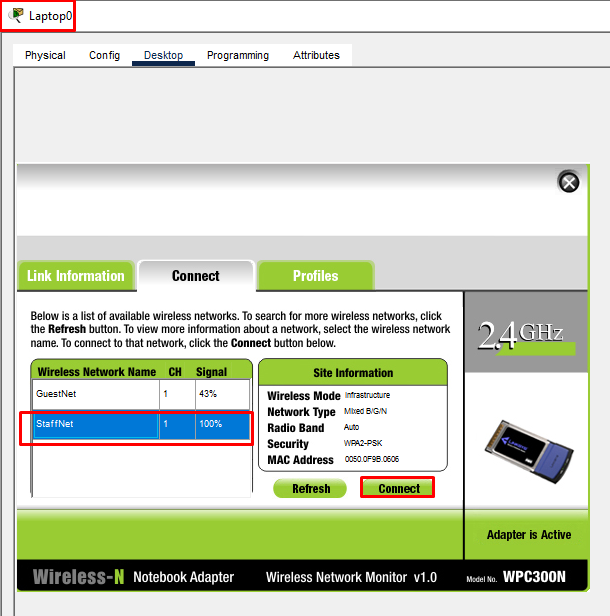 Laptop0
Physical Config Desktop Programming Attributes
Link Information Connect Profiles
Below is a list of available wireless networks. To search for more wireless networks, click
the Refresh button. To view more information about a network, select the wireless network
name. To connect to that network, click the Connect button below.
2.4GHz
Wireless Network Name CH Signal
GuestNet 1 43%
StaffNet 1 100%
Site Information
Wireless Mode Infrastructure
Network Type Mixed B/G/N
Radio Band Auto
Security WPA2-PSK
MAC Address 0050.0F9B.0606
Refresh Connect
Adapter is Active
Wireless-N Notebook Adapter Wireless Network Monitor v1.0 Model No. WPC300N